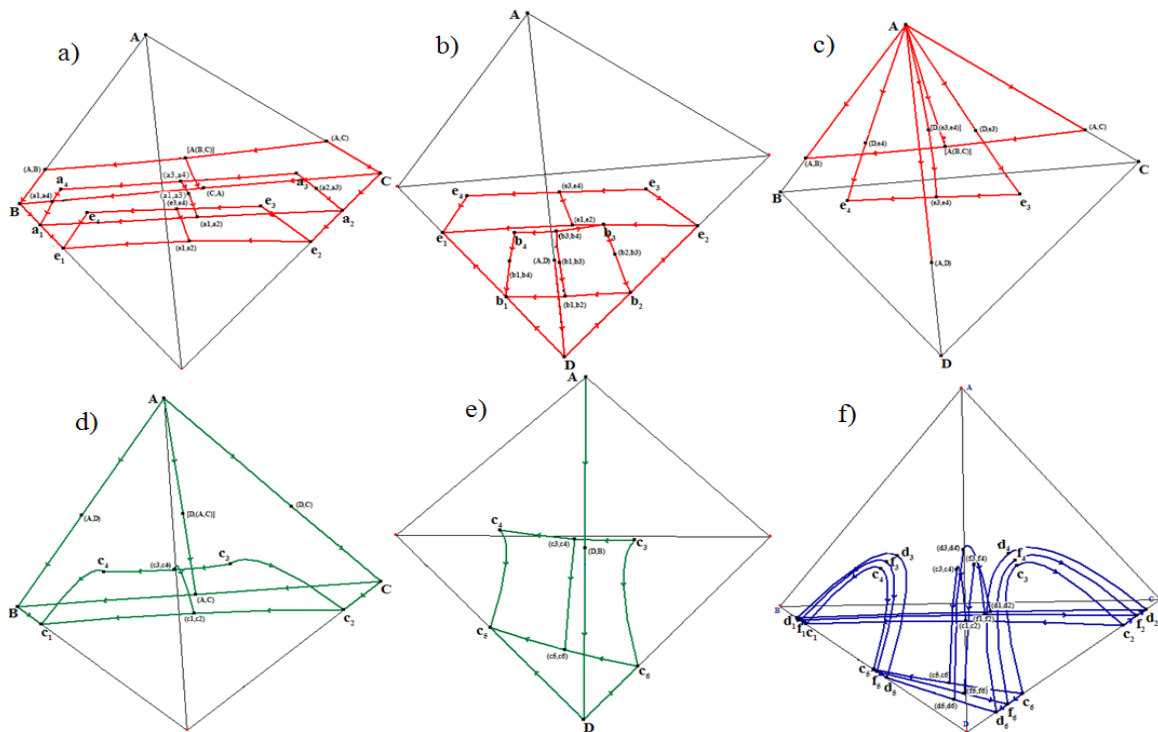 a)
A
(A,B)
[A(B,C)]
(A,C)
a4
(a3,a4)
a3
(a1,a4)
(a1,a3)
(C,A)
(a2,a3)
C
B
e4
(e3,e4)
e3
a1
(a1,a2)
a2
e1
(e1,e2)
e2
b)
A
e4
(e3,e4)
e3
e1
(e1,e2)
e2
b4
(b3,b4)
b3
(b1,b4)
(A,D)
(b1,b3)
(b2,b3)
b1
(b1,b2)
b2
D
c)
A
(D,e4)
[D,(e3,e4)]
(D,e3)
(A,C)
(A,B)
[A(B,C)]
B
C
e4
(e3,e4)
e3
(A,D)
D
d)
A
(A,D)
[D,(A,C)]
(D,C)
c4
(c3,c4)
c3
B
(A,C)
C
c1
(c1,c2)
c2
e)
A
c4
(c3,c4)
c3
(D,B)
c5
(c5,c6)
c6
D
f)
A
d3
f3
c4
(d3,d4)
(f3,f4)
(c3,c4)
d4
f4
c3
B
C
d1
f1
c1
(d1,d2)
(f1,f2)
(c1,c2)
c2
f2
d2
c5
f5
d5
(c5,c6)
(f5,f6)
(d5,d6)
c6
f6
d6
D